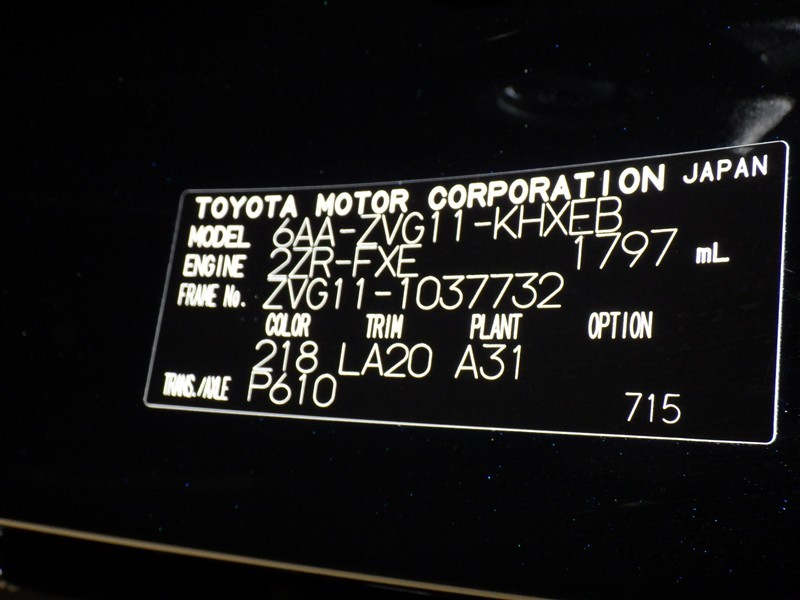 TOYOTA MOTOR CORPORATION JAPAN
MODEL 6AA-ZVG11-KHXEB
ENGINE 2ZR-FXE 1797 mL
FRAME No. ZVG11-1037732
COLOR TRIM PLANT OPTION
218 LA20 A31
TRANS./AXLE P610
715